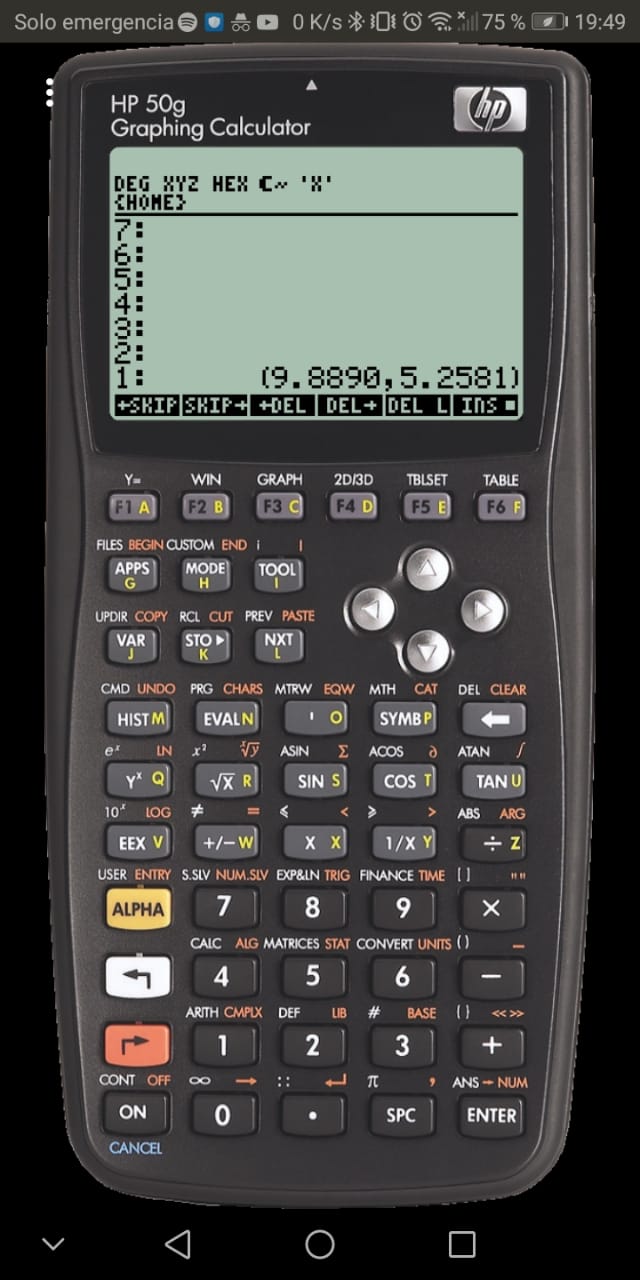 Solo emergencia 0 K/s 75 % 19:49
HP 50g
Graphing Calculator
hp
DEG XYZ HEX C~ 'X'
{HOME}
7:
6:
5:
4:
3:
2:
1: (9.8890,5.2581)
←SKIP SKIP→ ←DEL DEL→ DEL L INS ■
Y= WIN GRAPH 2D/3D TBLSET TABLE
F1 A F2 B F3 C F4 D F5 E F6 F
FILES BEGIN CUSTOM END i |
APPS G MODE H TOOL I
UPDIR COPY RCL CUT PREV PASTE
VAR J STO ▶ K NXT L
CMD UNDO PRG CHARS MTRW EQW MTH CAT DEL CLEAR
HIST M EVAL N ' O SYMB P ←
e^x LN x² ˣ√y ASIN Σ ACOS ∂ ATAN ∫
Y^X Q √X R SIN S COS T TAN U
10^x LOG ≠ = ≤ < ≥ > ABS ARG
EEX V +/− W X X 1/X Y ÷ Z
USER ENTRY S.SLV NUM.SLV EXP&LN TRIG FINANCE TIME [ ] " "
ALPHA 7 8 9 ×
CALC ALG MATRICES STAT CONVERT UNITS ( ) _
4 5 6 −
ARITH CMPLX DEF LIB # BASE { } << >>
1 2 3 +
CONT OFF ∞ → : : ↵ π , ANS → NUM
ON 0 . SPC ENTER
CANCEL